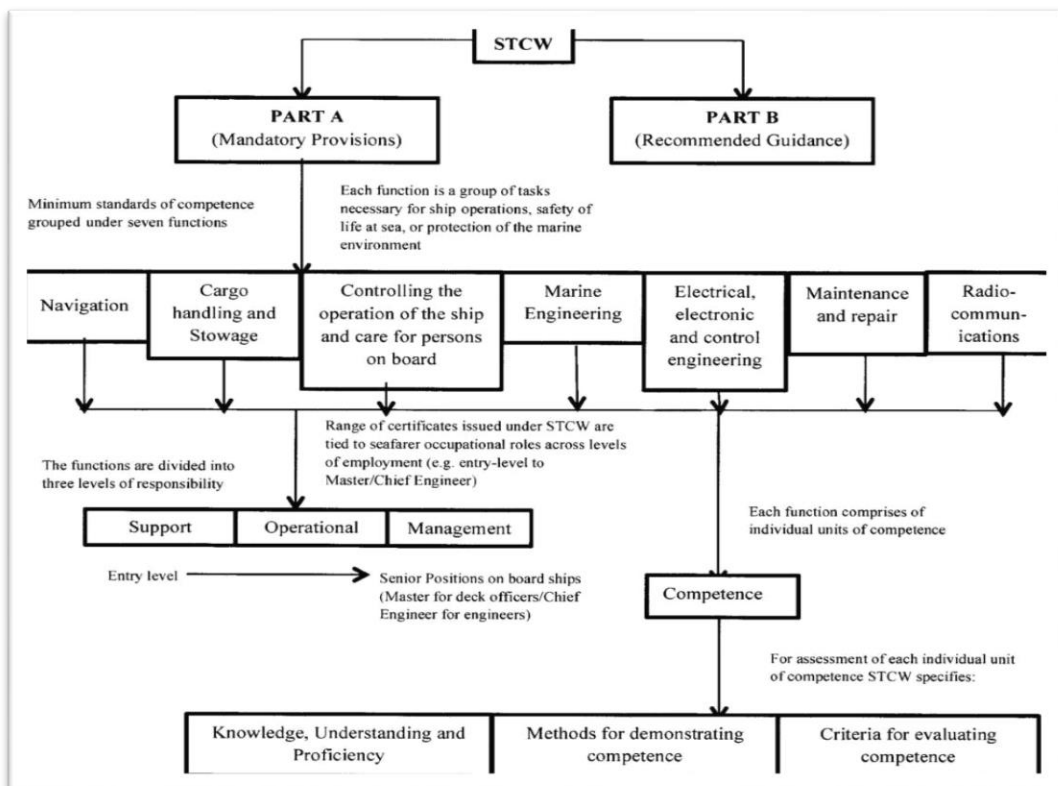 STCW
PART A
(Mandatory Provisions)
PART B
(Recommended Guidance)
Minimum standards of competence
grouped under seven functions
Each function is a group of tasks
necessary for ship operations, safety of
life at sea, or protection of the marine
environment
Navigation
Cargo
handling and
Stowage
Controlling the
operation of the ship
and care for persons
on board
Marine
Engineering
Electrical,
electronic
and control
engineering
Maintenance
and repair
Radio-
commun-
ications
Range of certificates issued under STCW are
tied to seafarer occupational roles across levels
of employment (e.g. entry-level to
Master/Chief Engineer)
The functions are divided into
three levels of responsibility
Support
Operational
Management
Entry level
Senior Positions on board ships
(Master for deck officers/Chief
Engineer for engineers)
Each function comprises of
individual units of competence
Competence
For assessment of each individual unit
of competence STCW specifies:
Knowledge, Understanding and
Proficiency
Methods for demonstrating
competence
Criteria for evaluating
competence